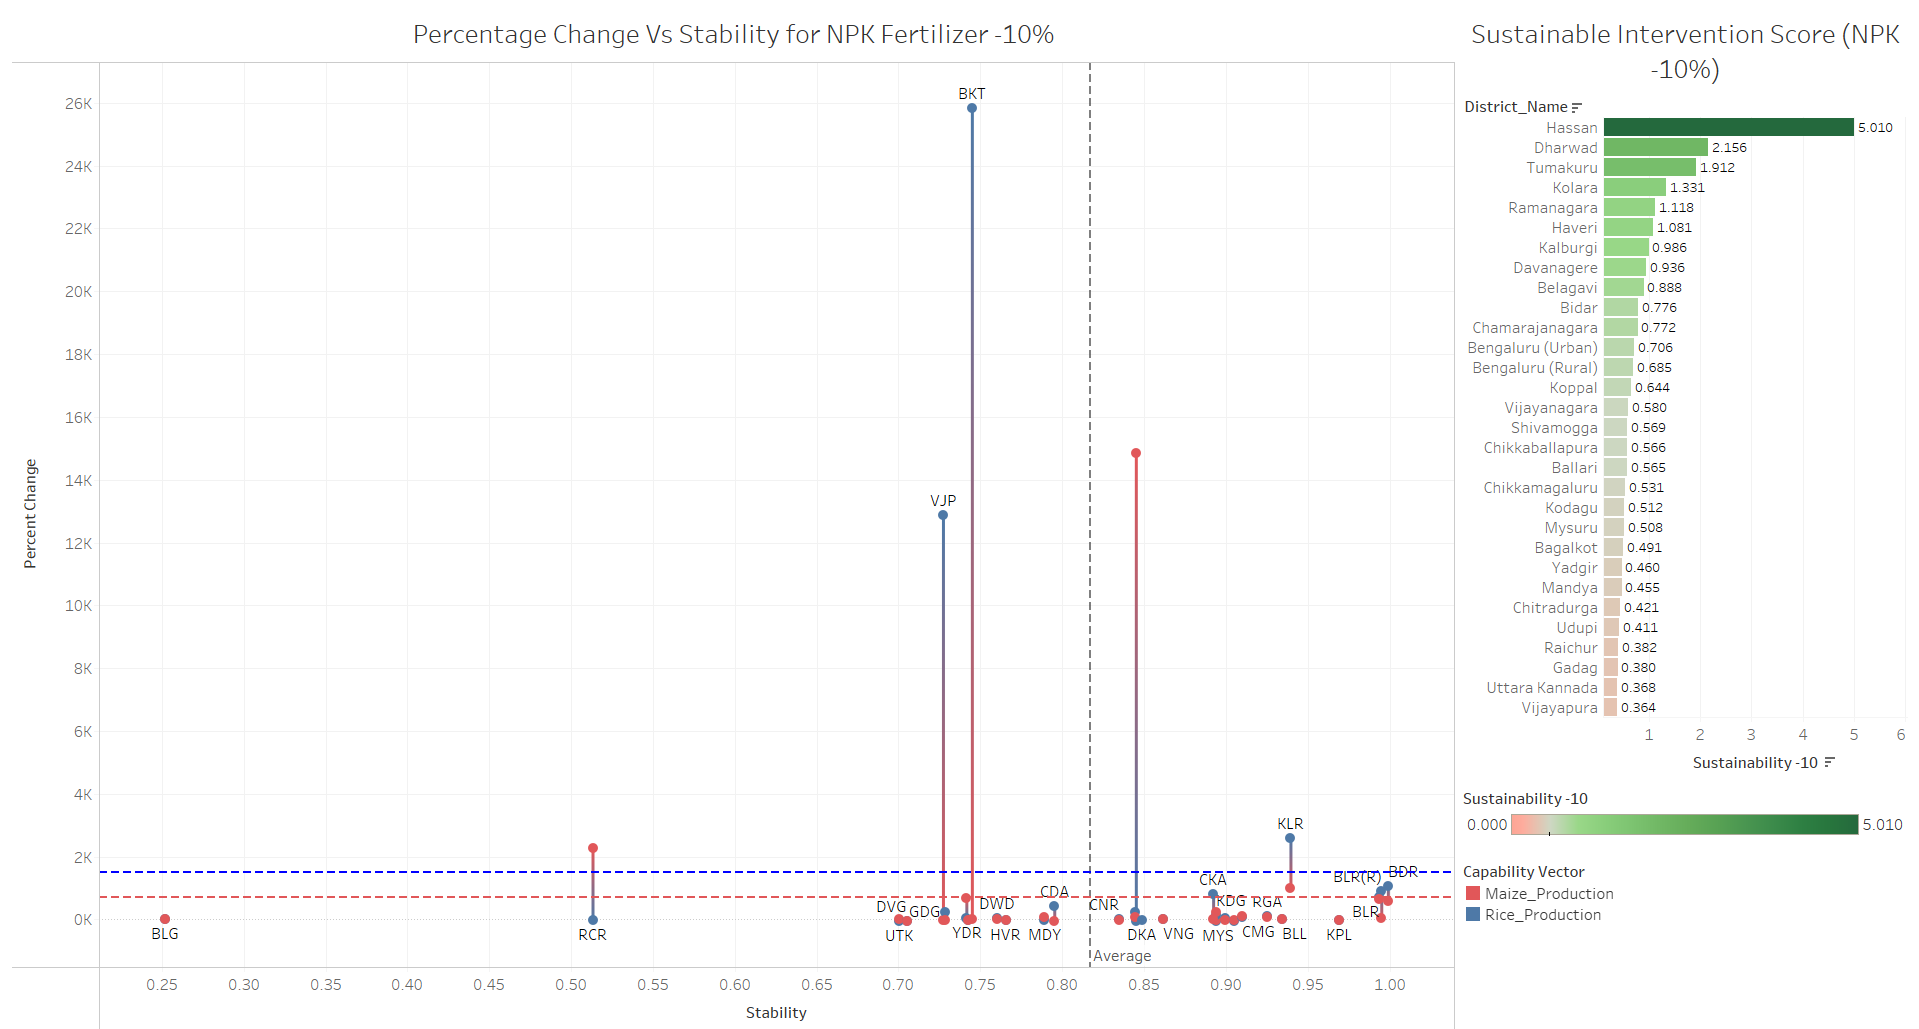 Percentage Change Vs Stability for NPK Fertilizer -10%
26K
24K
22K
20K
18K
16K
14K
12K
10K
8K
6K
4K
2K
0K
Percent Change
BKT
VJP
KLR
BLR(R)
BDR
CKA
CDA
KDG
RGA
DVG
GDG
DWD
CNR
BLR
BLG
RCR
UTK
YDR
HVR
MDY
DKA
VNG
MYS
CMG
BLL
KPL
Average
0.25
0.30
0.35
0.40
0.45
0.50
0.55
0.60
0.65
0.70
0.75
0.80
0.85
0.90
0.95
1.00
Stability
Sustainable Intervention Score (NPK
-10%)
District_Name
Hassan 5.010
Dharwad 2.156
Tumakuru 1.912
Kolara 1.331
Ramanagara 1.118
Haveri 1.081
Kalburgi 0.986
Davanagere 0.936
Belagavi 0.888
Bidar 0.776
Chamarajanagara 0.772
Bengaluru (Urban) 0.706
Bengaluru (Rural) 0.685
Koppal 0.644
Vijayanagara 0.580
Shivamogga 0.569
Chikkaballapura 0.566
Ballari 0.565
Chikkamagaluru 0.531
Kodagu 0.512
Mysuru 0.508
Bagalkot 0.491
Yadgir 0.460
Mandya 0.455
Chitradurga 0.421
Udupi 0.411
Raichur 0.382
Gadag 0.380
Uttara Kannada 0.368
Vijayapura 0.364
1 2 3 4 5 6
Sustainability -10
Sustainability -10
0.000 5.010
Capability Vector
Maize_Production
Rice_Production